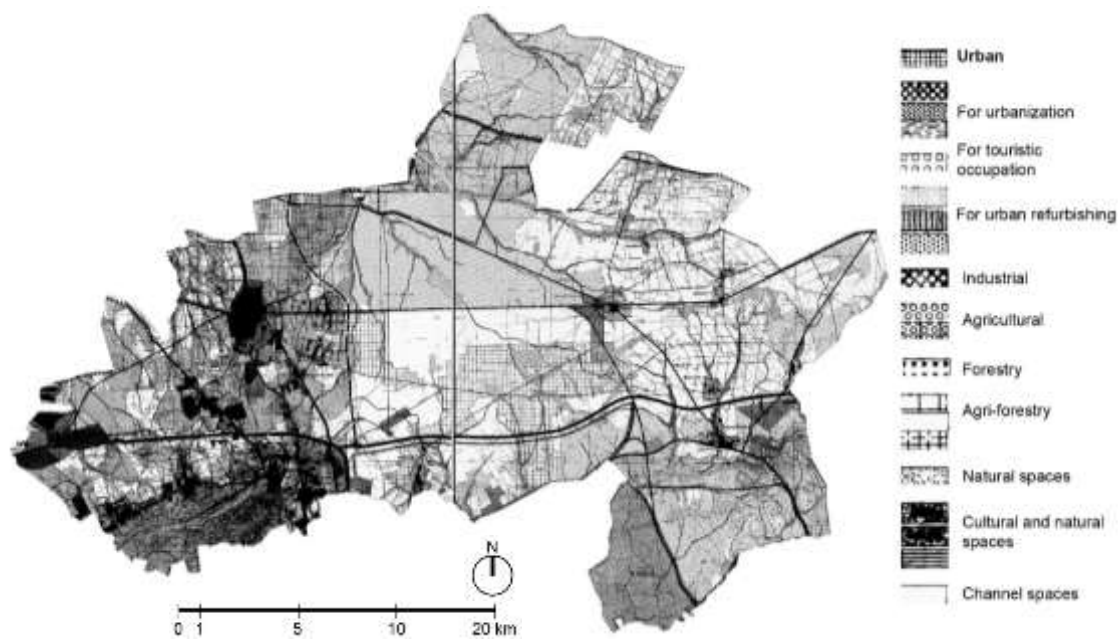 Urban
For urbanization
For touristic
occupation
For urban refurbishing
Industrial
Agricultural
Forestry
Agri-forestry
Natural spaces
Cultural and natural
spaces
Channel spaces
N
0 1 5 10 20 km